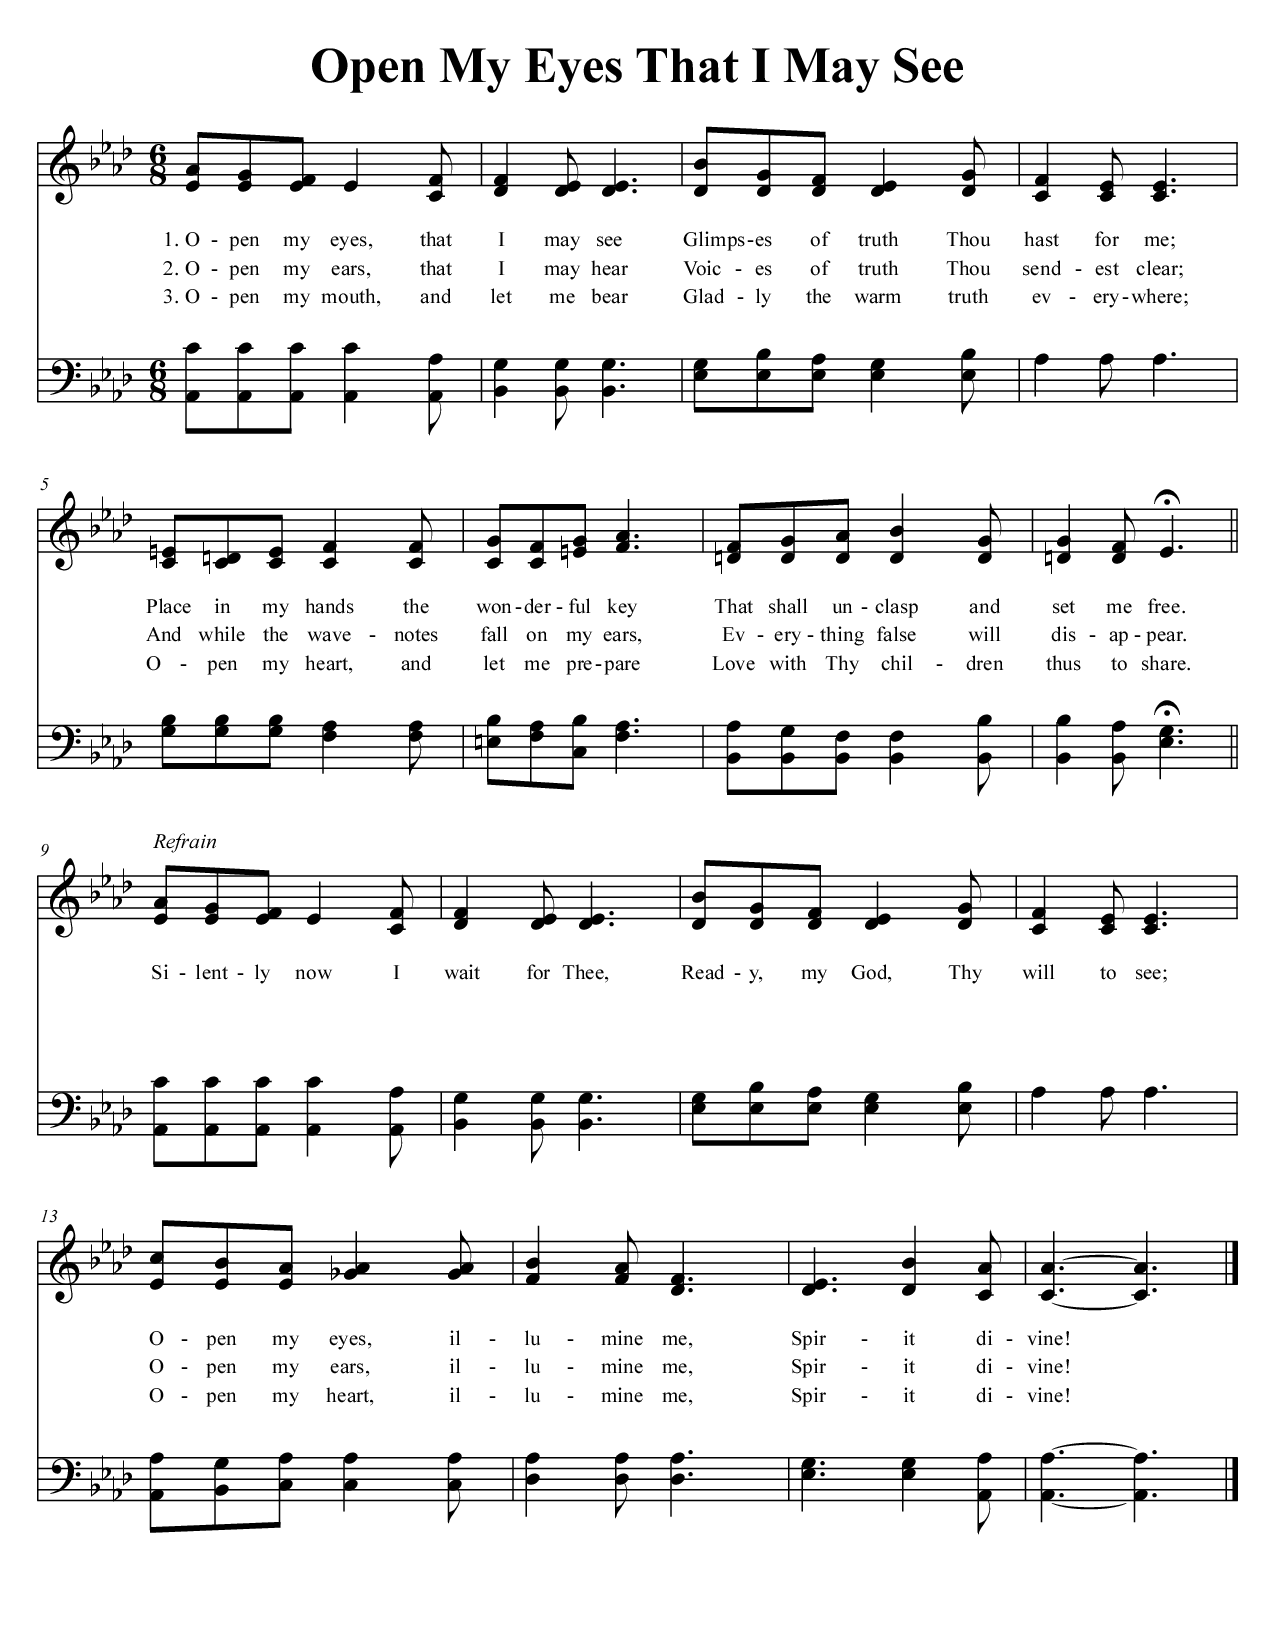 Open My Eyes That I May See
6 8
1. O - pen my eyes, that I may see Glimps - es of truth Thou hast for me;
2. O - pen my ears, that I may hear Voic - es of truth Thou send - est clear;
3. O - pen my mouth, and let me bear Glad - ly the warm truth ev - ery - where;
6 8
5
Place in my hands the won - der - ful key That shall un - clasp and set me free.
And while the wave - notes fall on my ears, Ev - ery - thing false will dis - ap - pear.
O - pen my heart, and let me pre - pare Love with Thy chil - dren thus to share.
Refrain
9
Si - lent - ly now I wait for Thee, Read - y, my God, Thy will to see;
13
O - pen my eyes, il - lu - mine me, Spir - it di - vine!
O - pen my ears, il - lu - mine me, Spir - it di - vine!
O - pen my heart, il - lu - mine me, Spir - it di - vine!